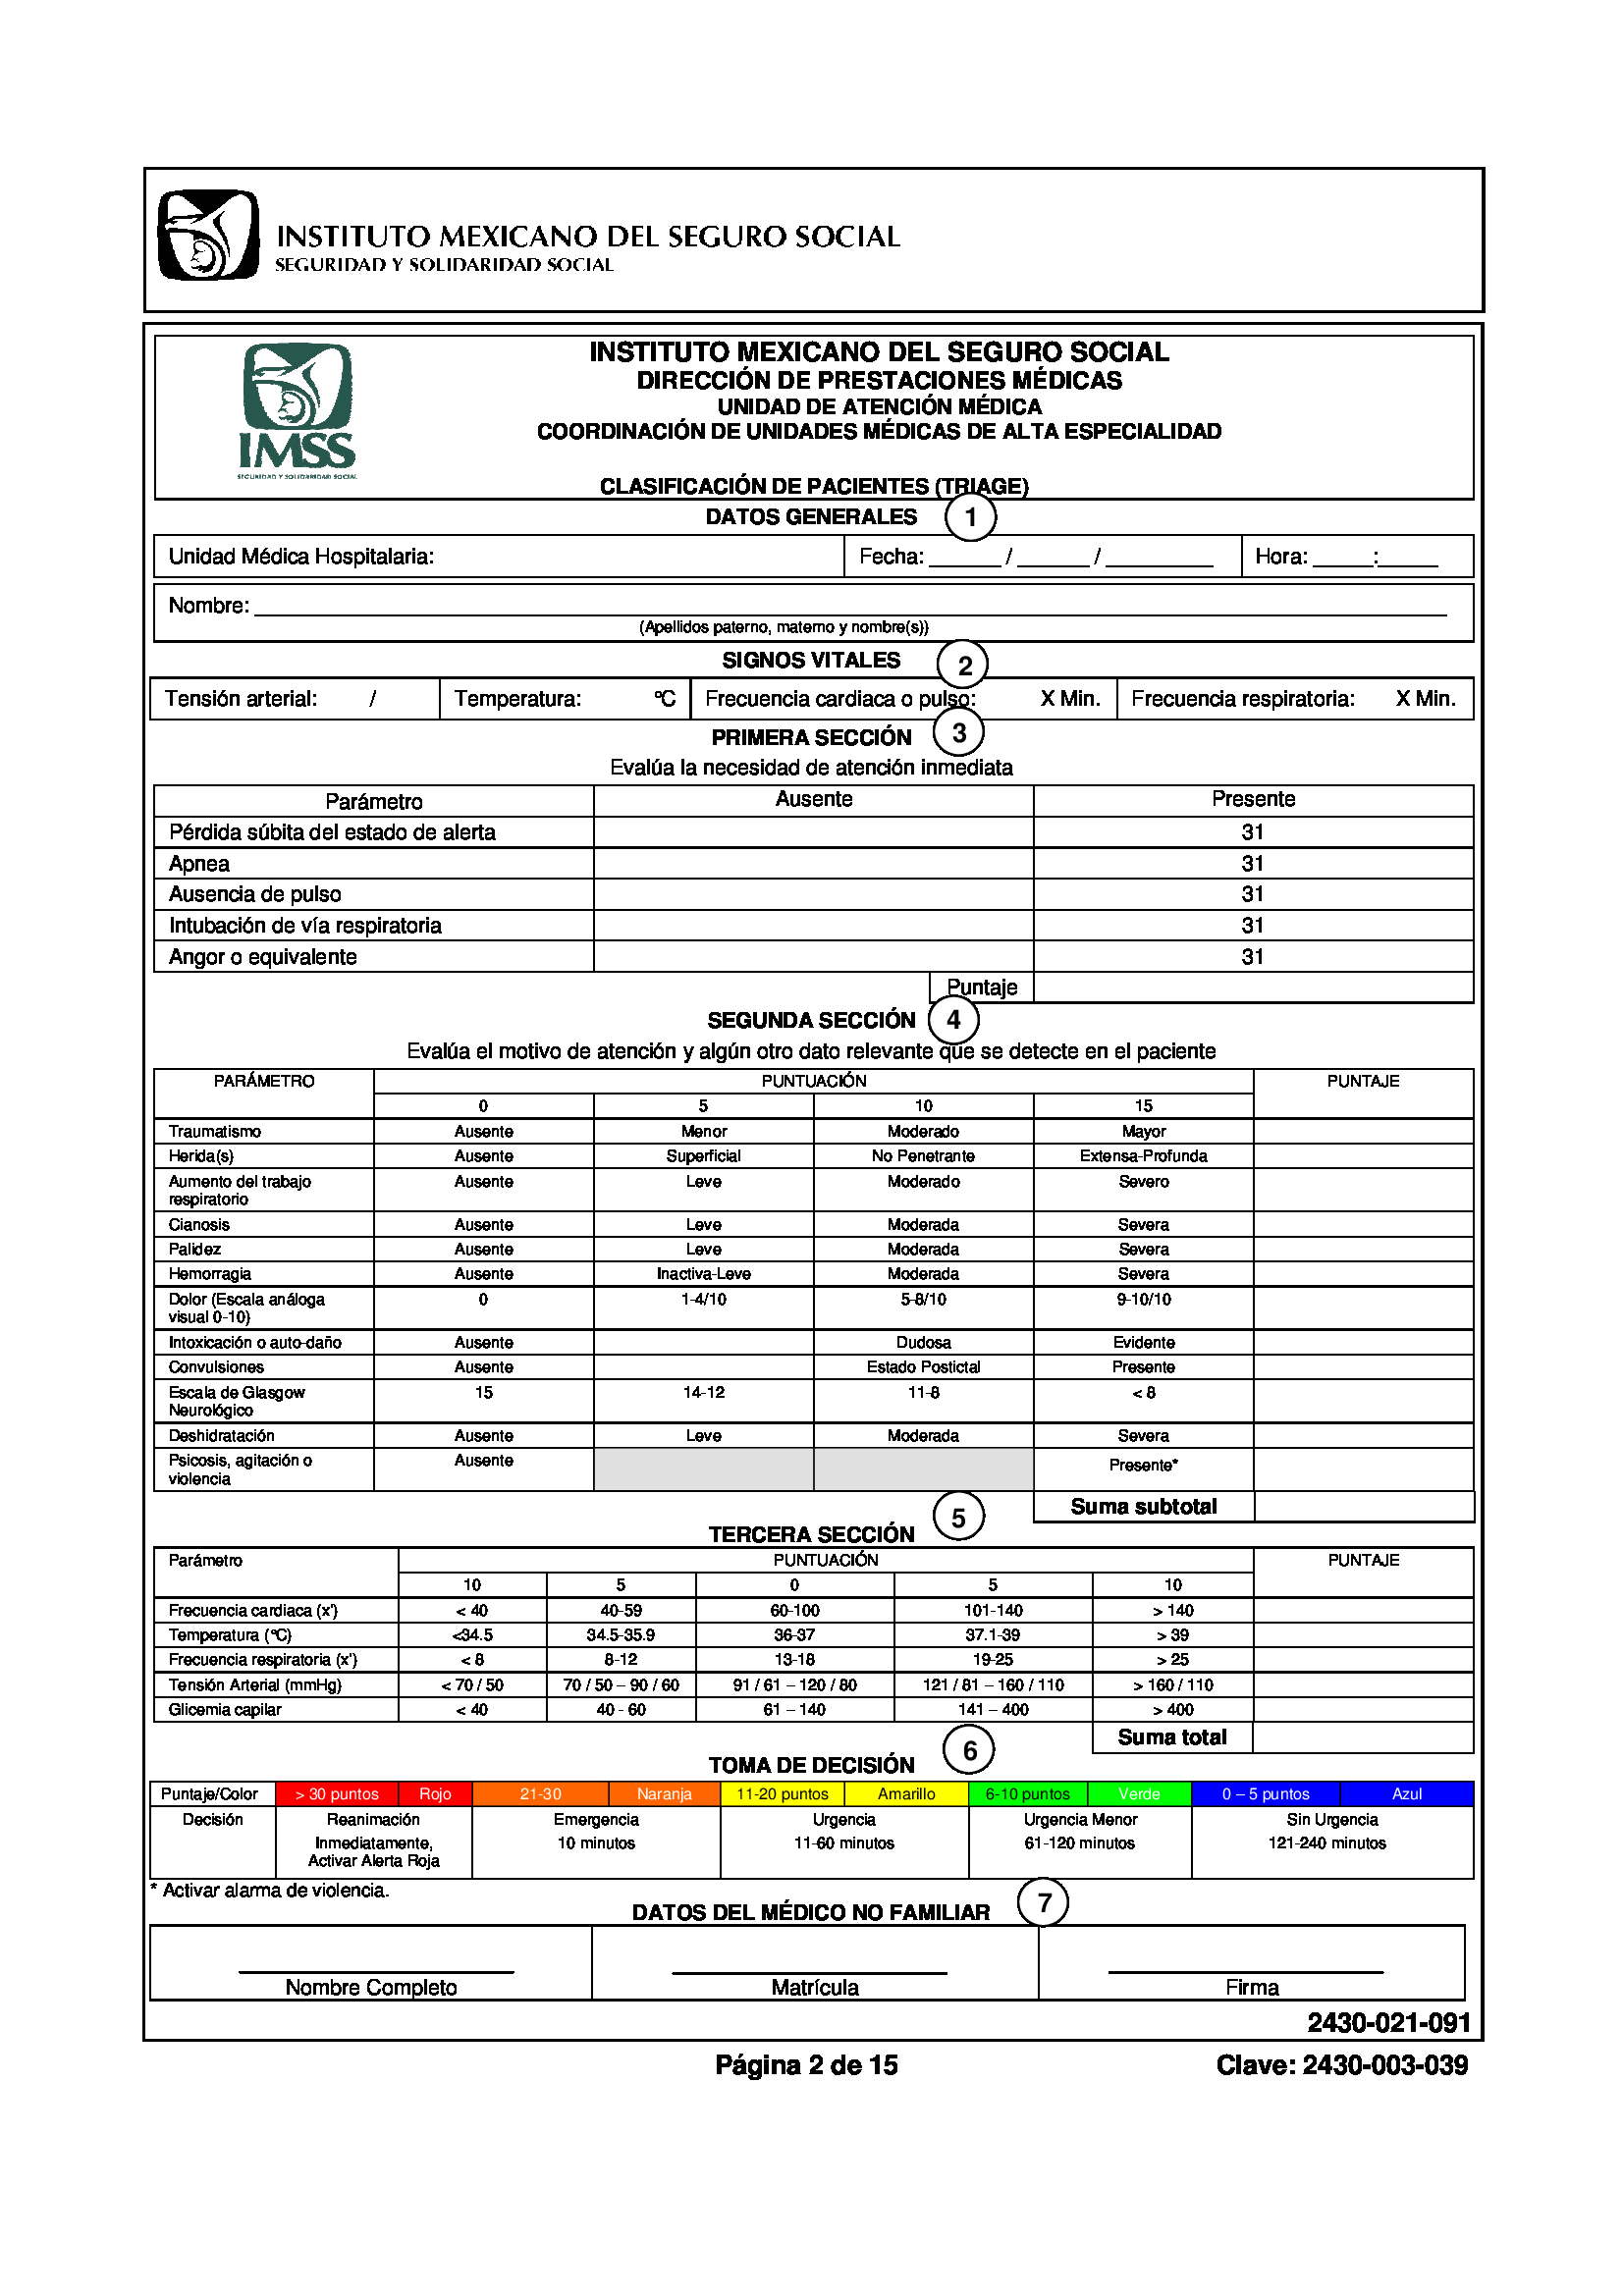 INSTITUTO MEXICANO DEL SEGURO SOCIAL
SEGURIDAD Y SOLIDARIDAD SOCIAL
IMSS
SEGURIDAD Y SOLIDARIDAD SOCIAL
INSTITUTO MEXICANO DEL SEGURO SOCIAL
DIRECCIÓN DE PRESTACIONES MÉDICAS
UNIDAD DE ATENCIÓN MÉDICA
COORDINACIÓN DE UNIDADES MÉDICAS DE ALTA ESPECIALIDAD
CLASIFICACIÓN DE PACIENTES (TRIAGE)
DATOS GENERALES 1
Unidad Médica Hospitalaria: Fecha: ______ / ______ / _________ Hora: _____:_____
Nombre: ____________________
(Apellidos paterno, materno y nombre(s))
SIGNOS VITALES 2
Tensión arterial: / Temperatura: ºC Frecuencia cardiaca o pulso: X Min. Frecuencia respiratoria: X Min.
PRIMERA SECCIÓN 3
Evalúa la necesidad de atención inmediata
Parámetro Ausente Presente
Pérdida súbita del estado de alerta 31
Apnea 31
Ausencia de pulso 31
Intubación de vía respiratoria 31
Angor o equivalente 31
Puntaje
SEGUNDA SECCIÓN 4
Evalúa el motivo de atención y algún otro dato relevante que se detecte en el paciente
PARÁMETRO PUNTUACIÓN PUNTAJE
0 5 10 15
Traumatismo Ausente Menor Moderado Mayor
Herida(s) Ausente Superficial No Penetrante Extensa-Profunda
Aumento del trabajo Ausente Leve Moderado Severo
respiratorio
Cianosis Ausente Leve Moderada Severa
Palidez Ausente Leve Moderada Severa
Hemorragia Ausente Inactiva-Leve Moderada Severa
Dolor (Escala análoga 0 1-4/10 5-8/10 9-10/10
visual 0-10)
Intoxicación o auto-daño Ausente Dudosa Evidente
Convulsiones Ausente Estado Postictal Presente
Escala de Glasgow 15 14-12 11-8 < 8
Neurológico
Deshidratación Ausente Leve Moderada Severa
Psicosis, agitación o Ausente Presente*
violencia
Suma subtotal
TERCERA SECCIÓN 5
Parámetro PUNTUACIÓN PUNTAJE
10 5 0 5 10
Frecuencia cardiaca (x') < 40 40-59 60-100 101-140 > 140
Temperatura (ºC) <34.5 34.5-35.9 36-37 37.1-39 > 39
Frecuencia respiratoria (x') < 8 8-12 13-18 19-25 > 25
Tensión Arterial (mmHg) < 70 / 50 70 / 50 – 90 / 60 91 / 61 – 120 / 80 121 / 81 – 160 / 110 > 160 / 110
Glicemia capilar < 40 40 - 60 61 – 140 141 – 400 > 400
Suma total
TOMA DE DECISIÓN 6
Puntaje/Color > 30 puntos Rojo 21-30 Naranja 11-20 puntos Amarillo 6-10 puntos Verde 0 – 5 puntos Azul
Decisión Reanimación Emergencia Urgencia Urgencia Menor Sin Urgencia
Inmediatamente, 10 minutos 11-60 minutos 61-120 minutos 121-240 minutos
Activar Alerta Roja
* Activar alarma de violencia.
DATOS DEL MÉDICO NO FAMILIAR 7
Nombre Completo Matrícula Firma
2430-021-091
Página 2 de 15 Clave: 2430-003-039